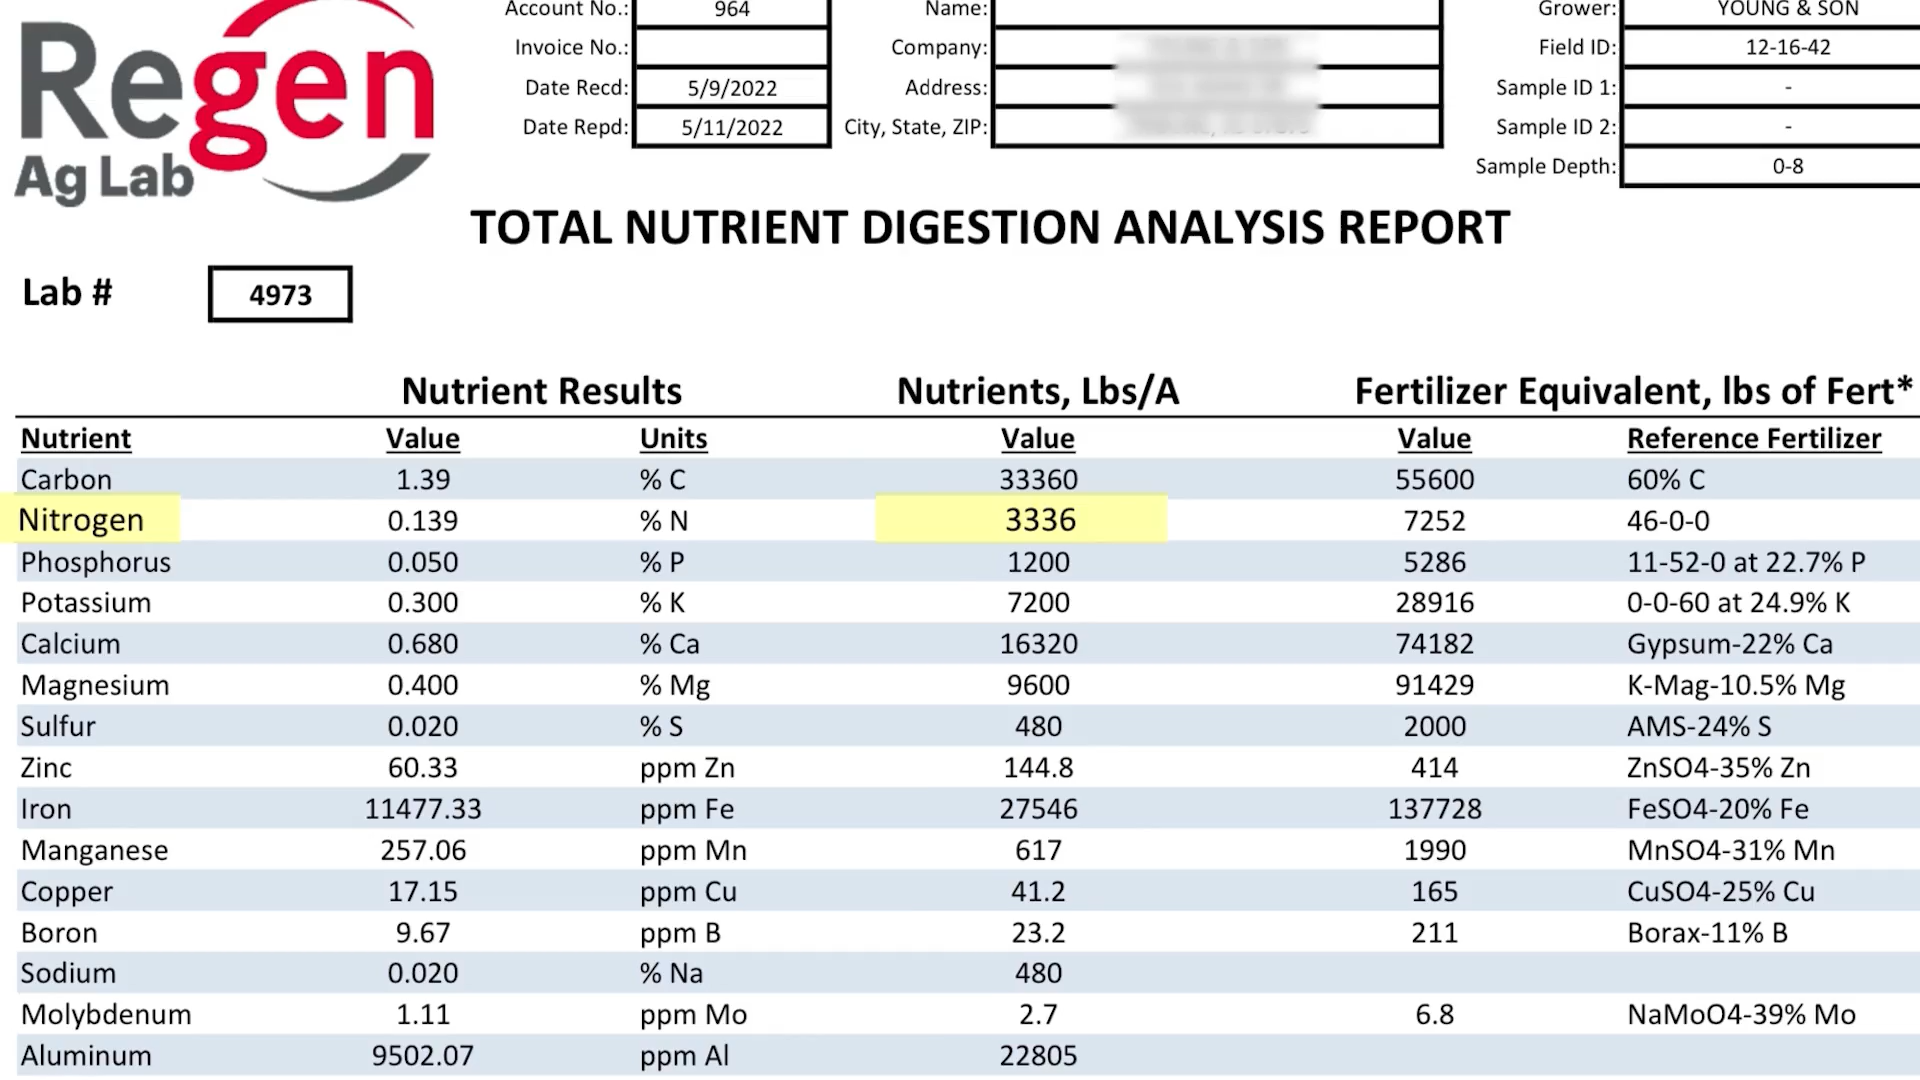 Regen
Ag Lab
Account No.: 964
Invoice No.:
Date Recd: 5/9/2022
Date Repd: 5/11/2022
Name:
Company:
Address:
City, State, ZIP:
Grower: YOUNG & SON
Field ID: 12-16-42
Sample ID 1: -
Sample ID 2: -
Sample Depth: 0-8
TOTAL NUTRIENT DIGESTION ANALYSIS REPORT
Lab # 4973
Nutrient Results Nutrients, Lbs/A Fertilizer Equivalent, lbs of Fert*
Nutrient Value Units Value Value Reference Fertilizer
Carbon 1.39 % C 33360 55600 60% C
Nitrogen 0.139 % N 3336 7252 46-0-0
Phosphorus 0.050 % P 1200 5286 11-52-0 at 22.7% P
Potassium 0.300 % K 7200 28916 0-0-60 at 24.9% K
Calcium 0.680 % Ca 16320 74182 Gypsum-22% Ca
Magnesium 0.400 % Mg 9600 91429 K-Mag-10.5% Mg
Sulfur 0.020 % S 480 2000 AMS-24% S
Zinc 60.33 ppm Zn 144.8 414 ZnSO4-35% Zn
Iron 11477.33 ppm Fe 27546 137728 FeSO4-20% Fe
Manganese 257.06 ppm Mn 617 1990 MnSO4-31% Mn
Copper 17.15 ppm Cu 41.2 165 CuSO4-25% Cu
Boron 9.67 ppm B 23.2 211 Borax-11% B
Sodium 0.020 % Na 480
Molybdenum 1.11 ppm Mo 2.7 6.8 NaMoO4-39% Mo
Aluminum 9502.07 ppm Al 22805